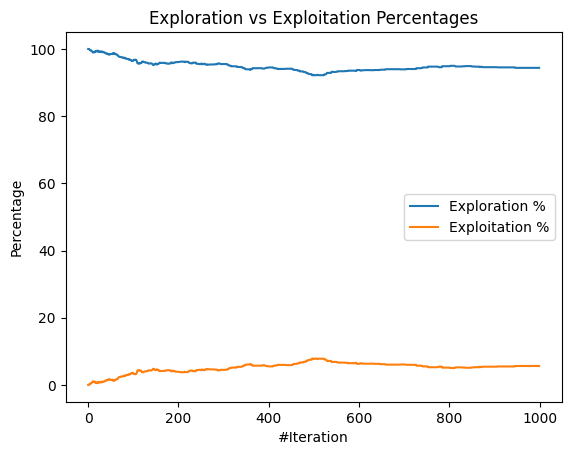 Exploration vs Exploitation Percentages
100
80
60
40
20
0
Percentage
Exploration %
Exploitation %
0 200 400 600 800 1000
#Iteration